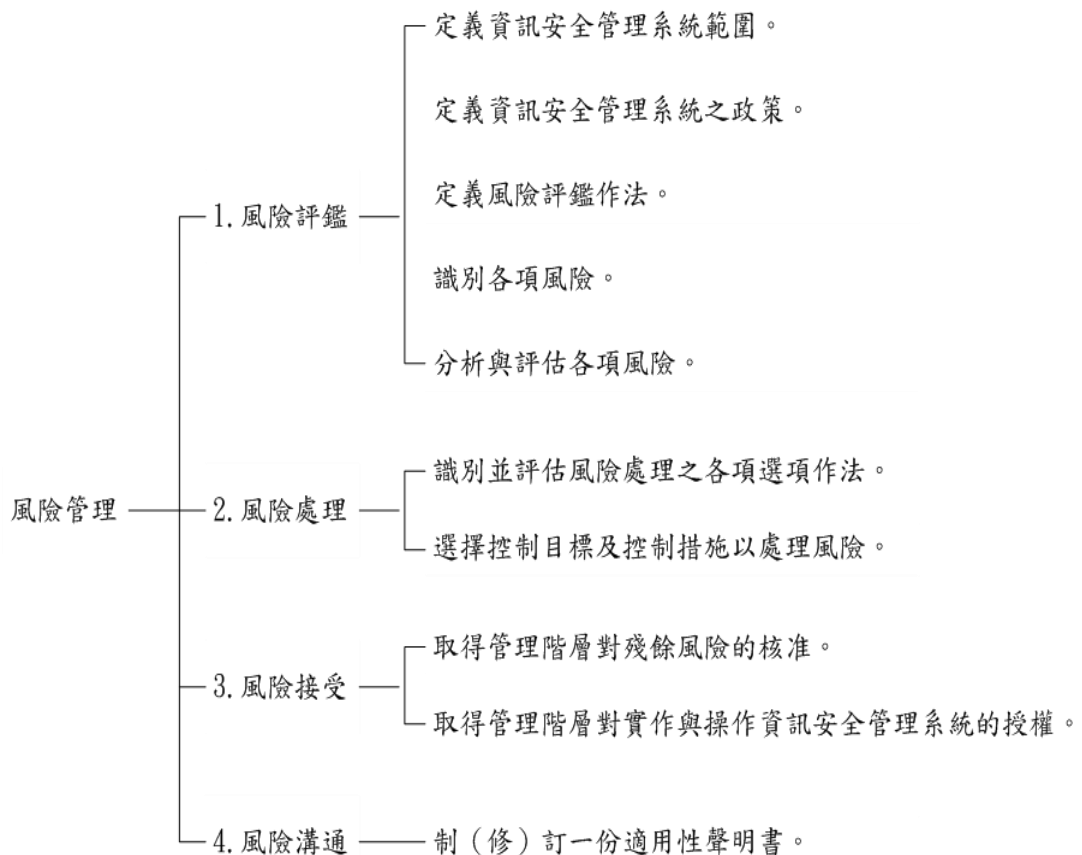 定義資訊安全管理系統範圍。
定義資訊安全管理系統之政策。
定義風險評鑑作法。
1.風險評鑑
識別各項風險。
分析與評估各項風險。
識別並評估風險處理之各項選項作法。
風險管理
2.風險處理
選擇控制目標及控制措施以處理風險。
取得管理階層對殘餘風險的核准。
3.風險接受
取得管理階層對實作與操作資訊安全管理系統的授權。
4.風險溝通
制（修）訂一份適用性聲明書。